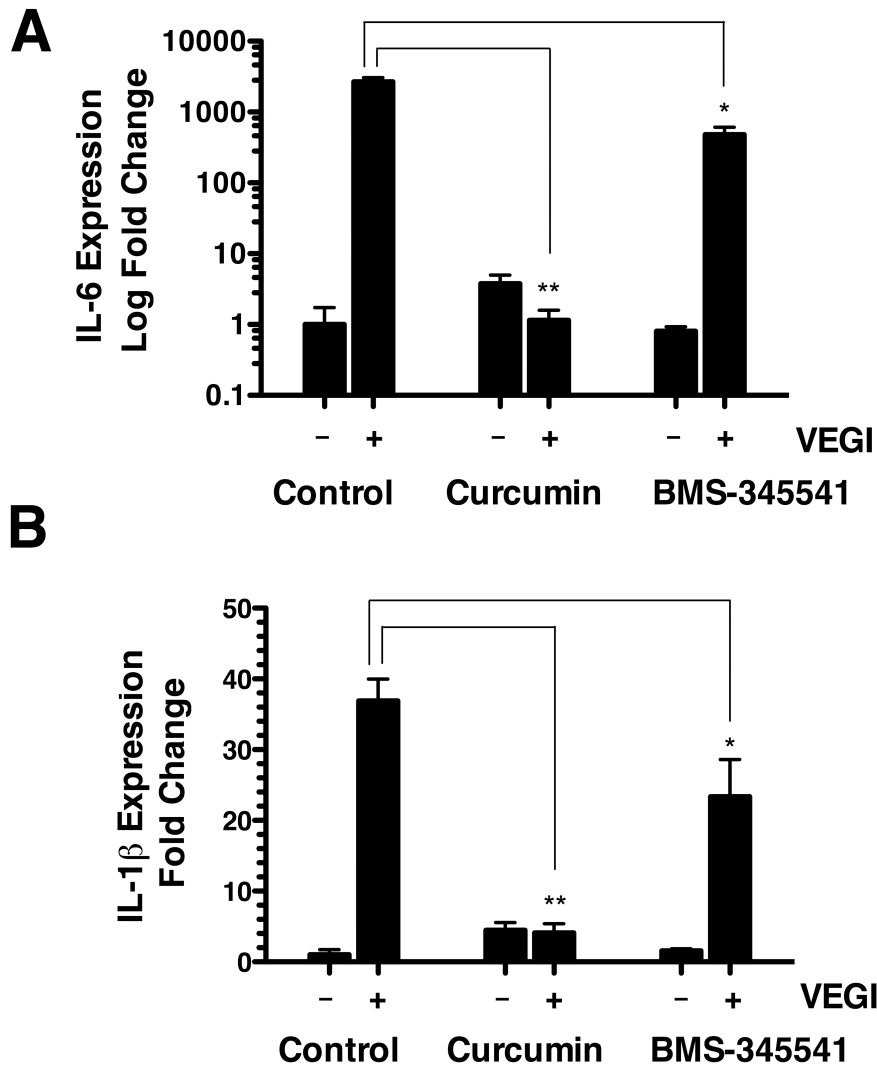 A
IL-6 Expression
Log Fold Change
10000
1000
100
10
1
0.1
*
**
− + − + − + VEGI
Control Curcumin BMS-345541
B
IL-1β Expression
Fold Change
50
40
30
20
10
0
*
**
− + − + − + VEGI
Control Curcumin BMS-345541